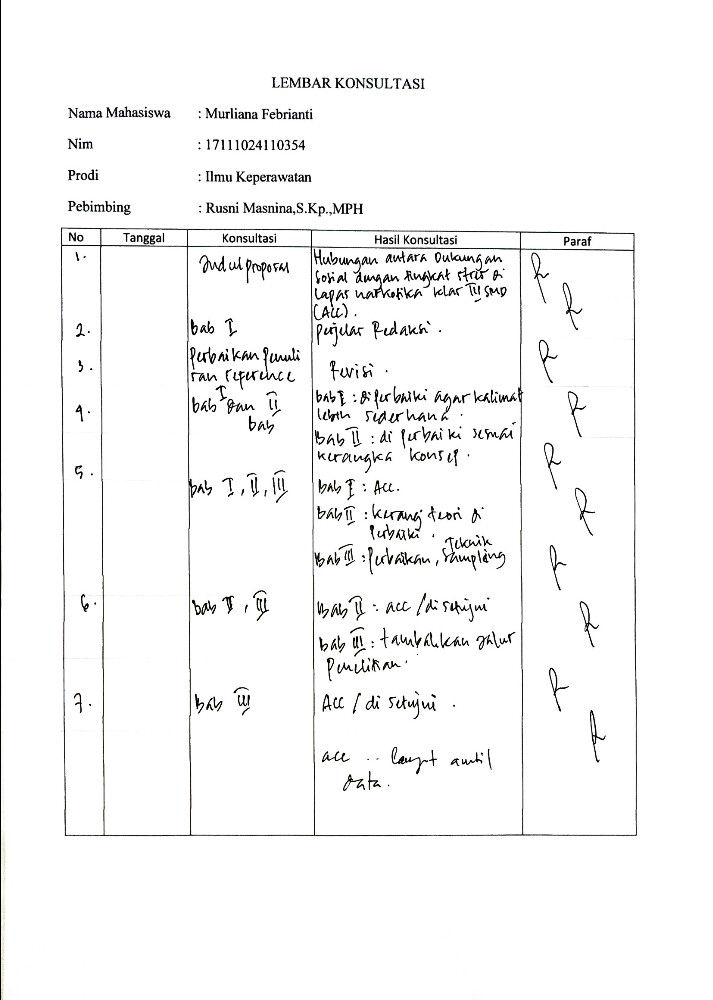 LEMBAR KONSULTASI
Nama Mahasiswa : Murliana Febrianti
Nim : 17111024110354
Prodi : Ilmu Keperawatan
Pebimbing : Rusni Masnina,S.Kp.,MPH
No Tanggal Konsultasi Hasil Konsultasi Paraf
1. Judul proposal Hubungan antara Dukungan
Sosial dengan tingkat stres di
Lapas narkotika klas III SMD
(ACC).
2. bab I perjelas Redaksi.
3. Perbaikan penuli
san reference Revisi.
4. bab I dan II bab I : diperbaiki agar kalimat
bab lebih sederhana.
bab II : di perbaiki sesuai
kerangka konsep.
5. bab I, II, III bab I : Acc.
bab II : kerang teori di
perbaiki.
bab III : Perbaikan, Teknik Sampling
6. bab II, III bab II : acc / di setujui
bab III : tambahkan jalur
penelitian.
7. bab III Acc / di setujui.
acc .. lanjut ambil
data.